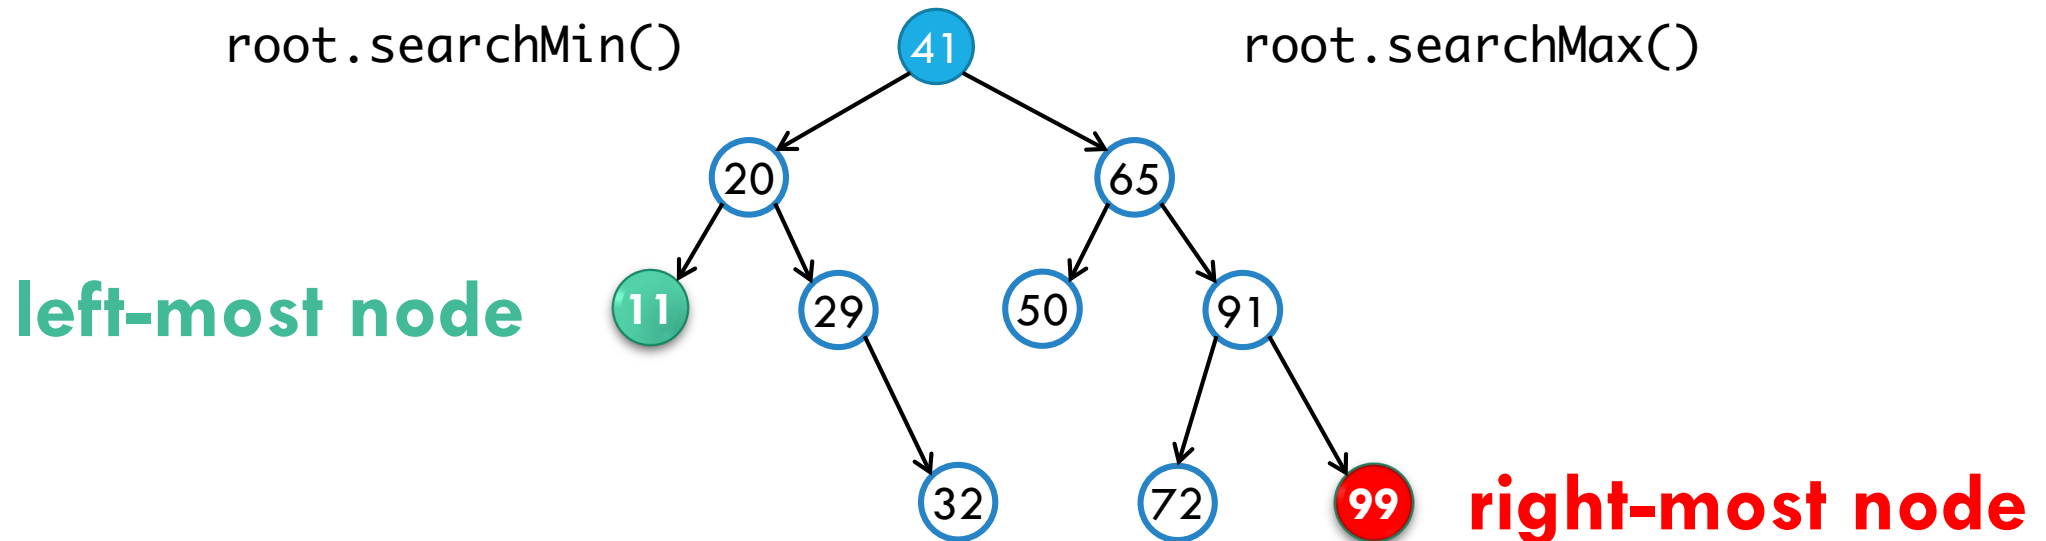 root.searchMin() 41 root.searchMax()
20 65
left-most node 11 29 50 91
32 72 99 right-most node